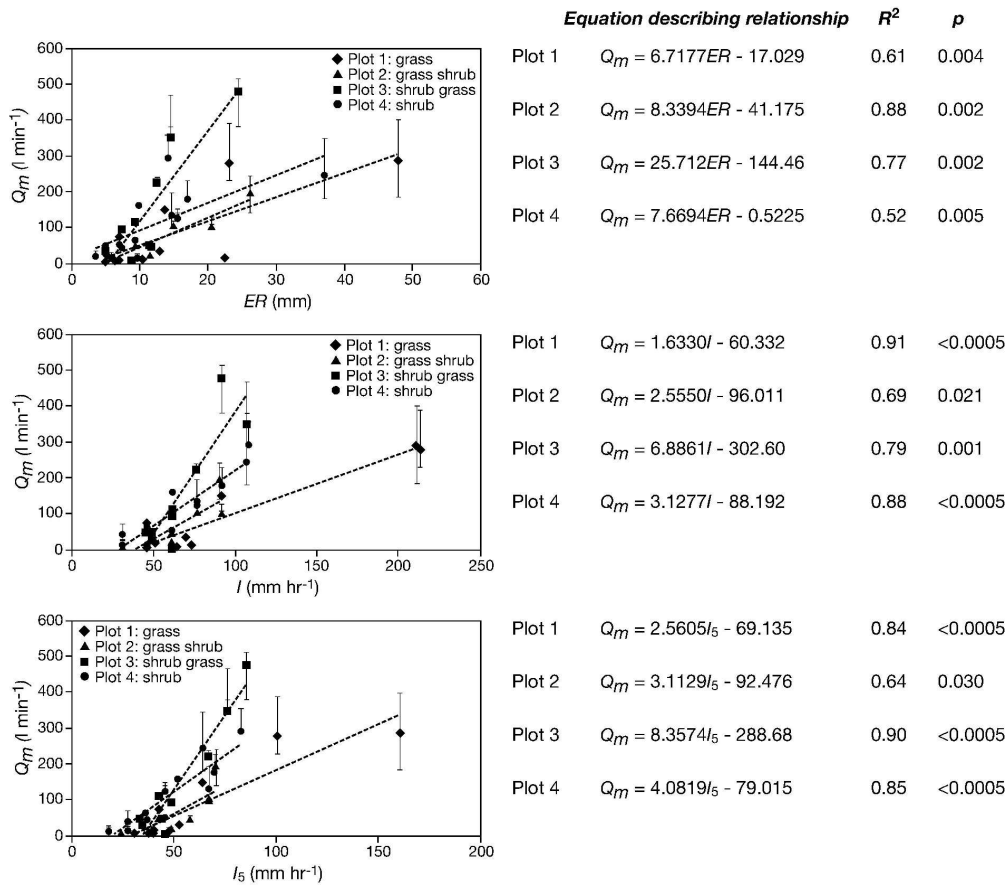 Equation describing relationship R² p
600
500
400
300
200
100
0
Qm (l min-1)
Plot 1: grass
Plot 2: grass shrub
Plot 3: shrub grass
Plot 4: shrub
0 10 20 30 40 50 60
ER (mm)
Plot 1 Qm = 6.7177ER - 17.029 0.61 0.004
Plot 2 Qm = 8.3394ER - 41.175 0.88 0.002
Plot 3 Qm = 25.712ER - 144.46 0.77 0.002
Plot 4 Qm = 7.6694ER - 0.5225 0.52 0.005
600
500
400
300
200
100
0
Qm (l min-1)
Plot 1: grass
Plot 2: grass shrub
Plot 3: shrub grass
Plot 4: shrub
0 50 100 150 200 250
I (mm hr-1)
Plot 1 Qm = 1.6330I - 60.332 0.91 <0.0005
Plot 2 Qm = 2.5550I - 96.011 0.69 0.021
Plot 3 Qm = 6.8861I - 302.60 0.79 0.001
Plot 4 Qm = 3.1277I - 88.192 0.88 <0.0005
600
500
400
300
200
100
0
Qm (l min-1)
Plot 1: grass
Plot 2: grass shrub
Plot 3: shrub grass
Plot 4: shrub
0 50 100 150 200
I5 (mm hr-1)
Plot 1 Qm = 2.5605I5 - 69.135 0.84 <0.0005
Plot 2 Qm = 3.1129I5 - 92.476 0.64 0.030
Plot 3 Qm = 8.3574I5 - 288.68 0.90 <0.0005
Plot 4 Qm = 4.0819I5 - 79.015 0.85 <0.0005